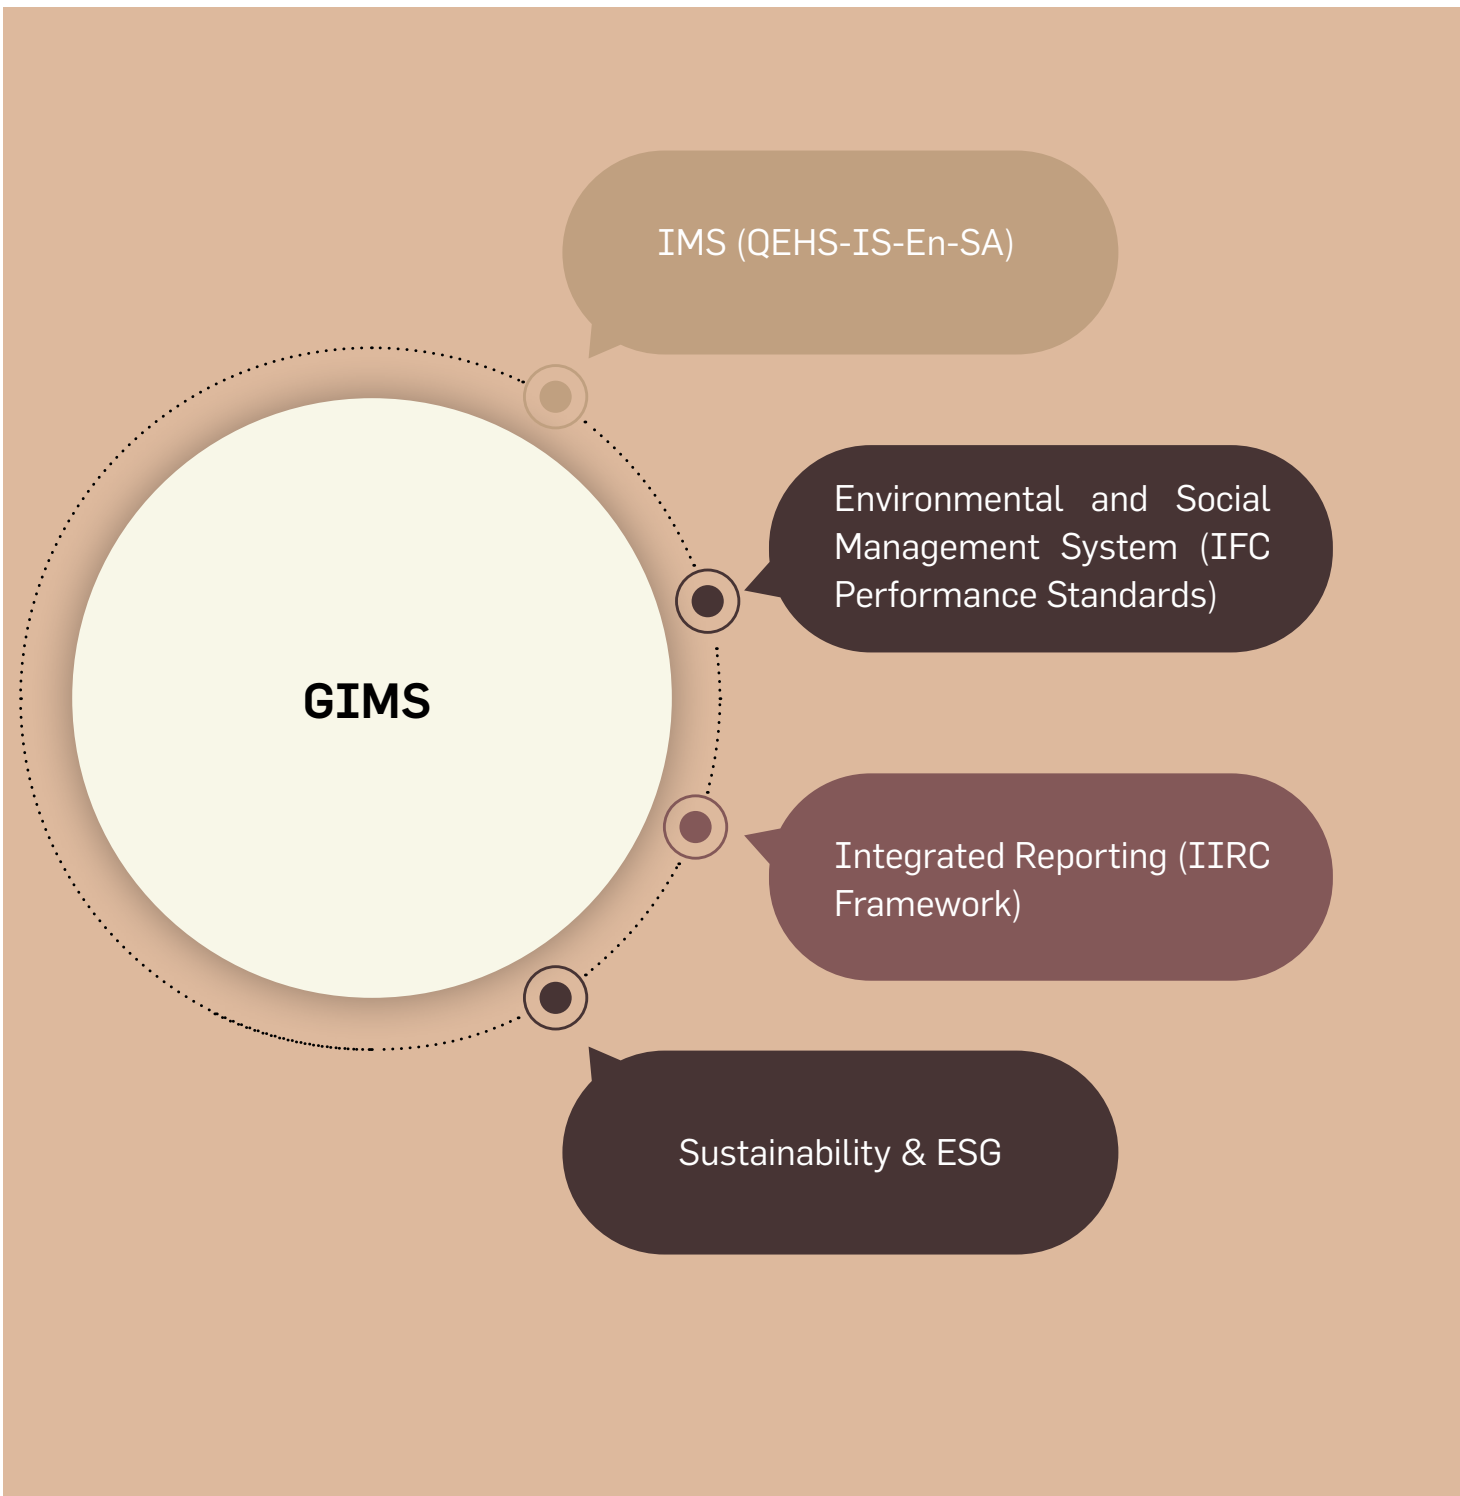 IMS (QEHS-IS-En-SA)
Environmental and Social
Management System (IFC
Performance Standards)
GIMS
Integrated Reporting (IIRC
Framework)
Sustainability & ESG